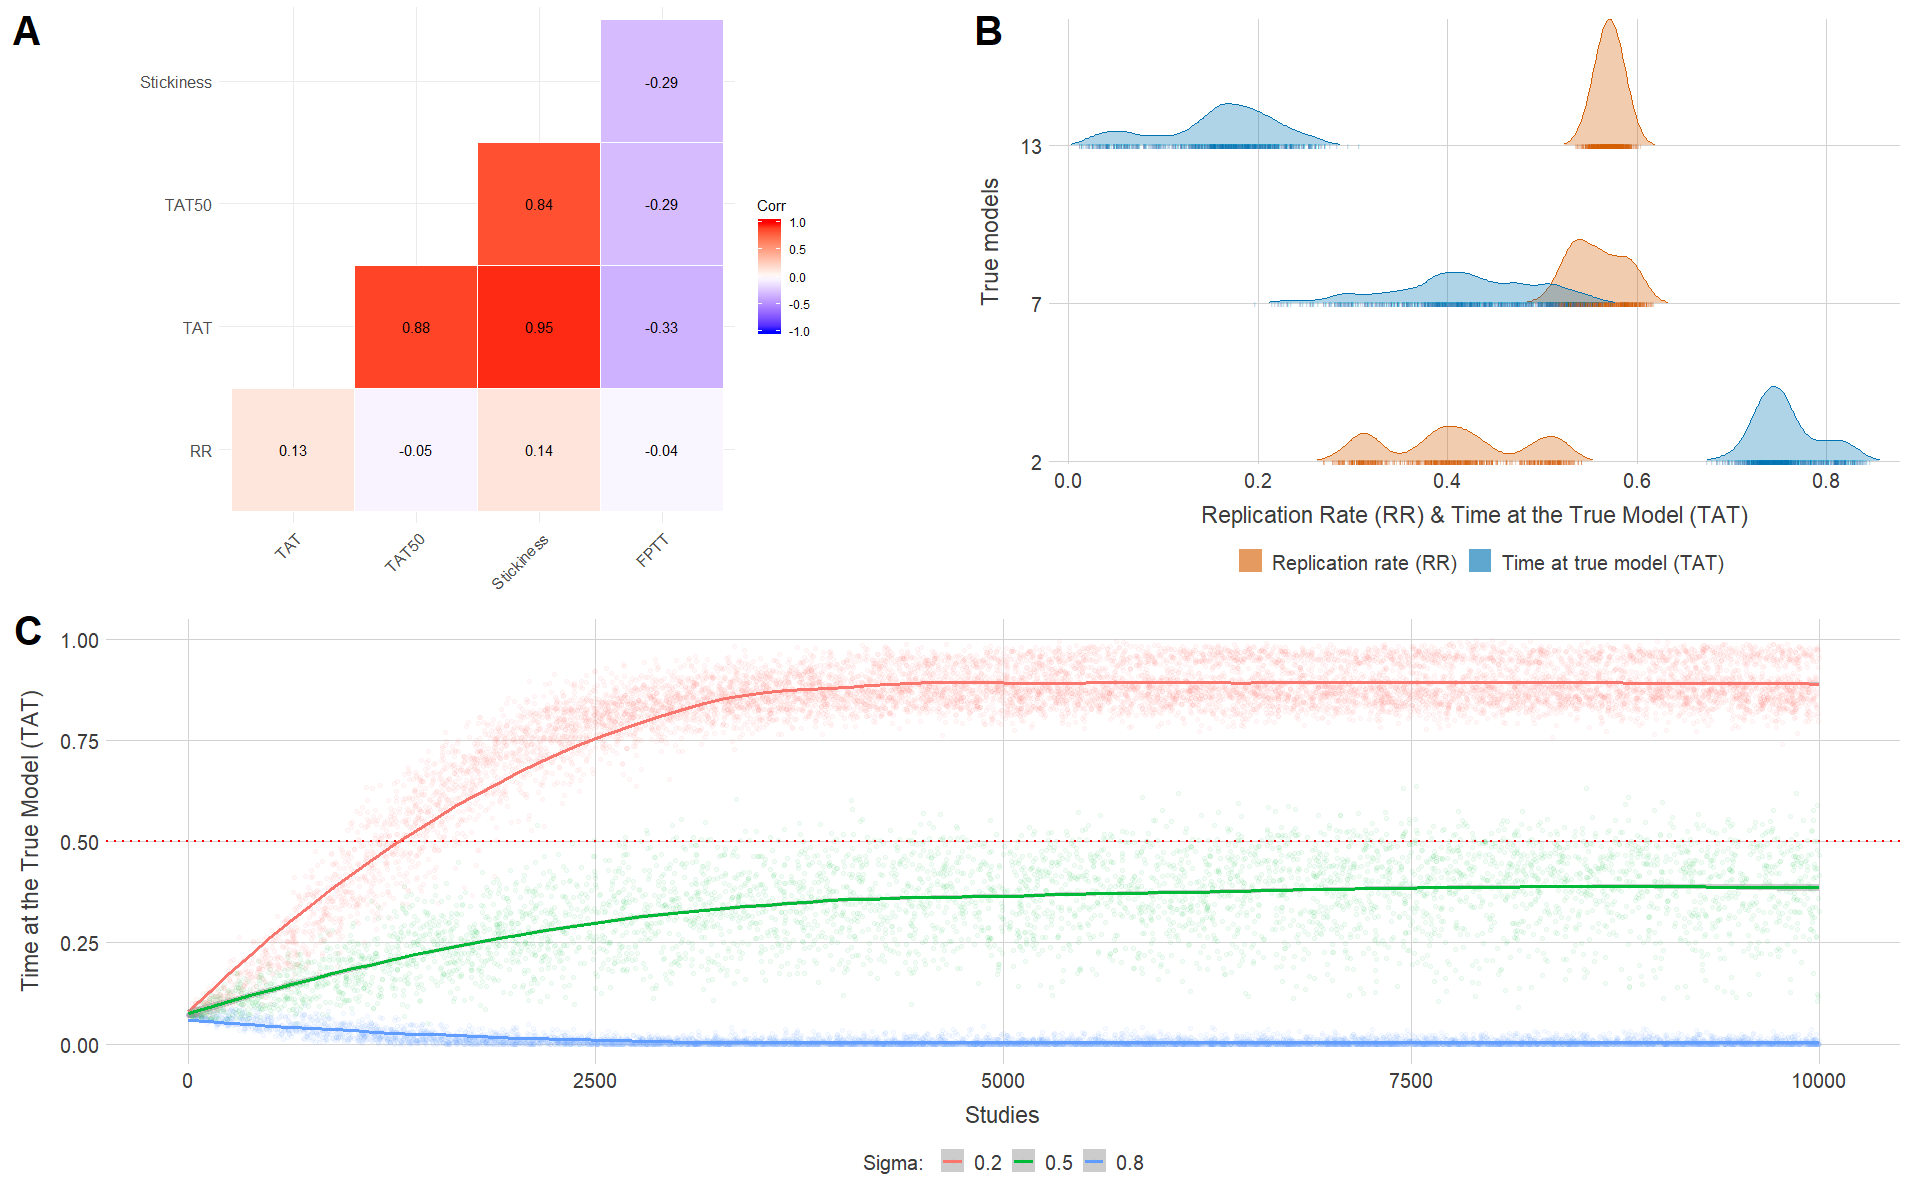 A
Stickiness
TAT50
TAT
RR
-0.29
0.84
-0.29
0.88
0.95
-0.33
0.13
-0.05
0.14
-0.04
TAT
TAT50
Stickiness
FPTT
Corr
1.0
0.5
0.0
-0.5
-1.0
B
True models
13
7
2
0.0 0.2 0.4 0.6 0.8
Replication Rate (RR) & Time at the True Model (TAT)
Replication rate (RR) Time at true model (TAT)
C
Time at the True Model (TAT)
1.00
0.75
0.50
0.25
0.00
0 2500 5000 7500 10000
Studies
Sigma: 0.2 0.5 0.8